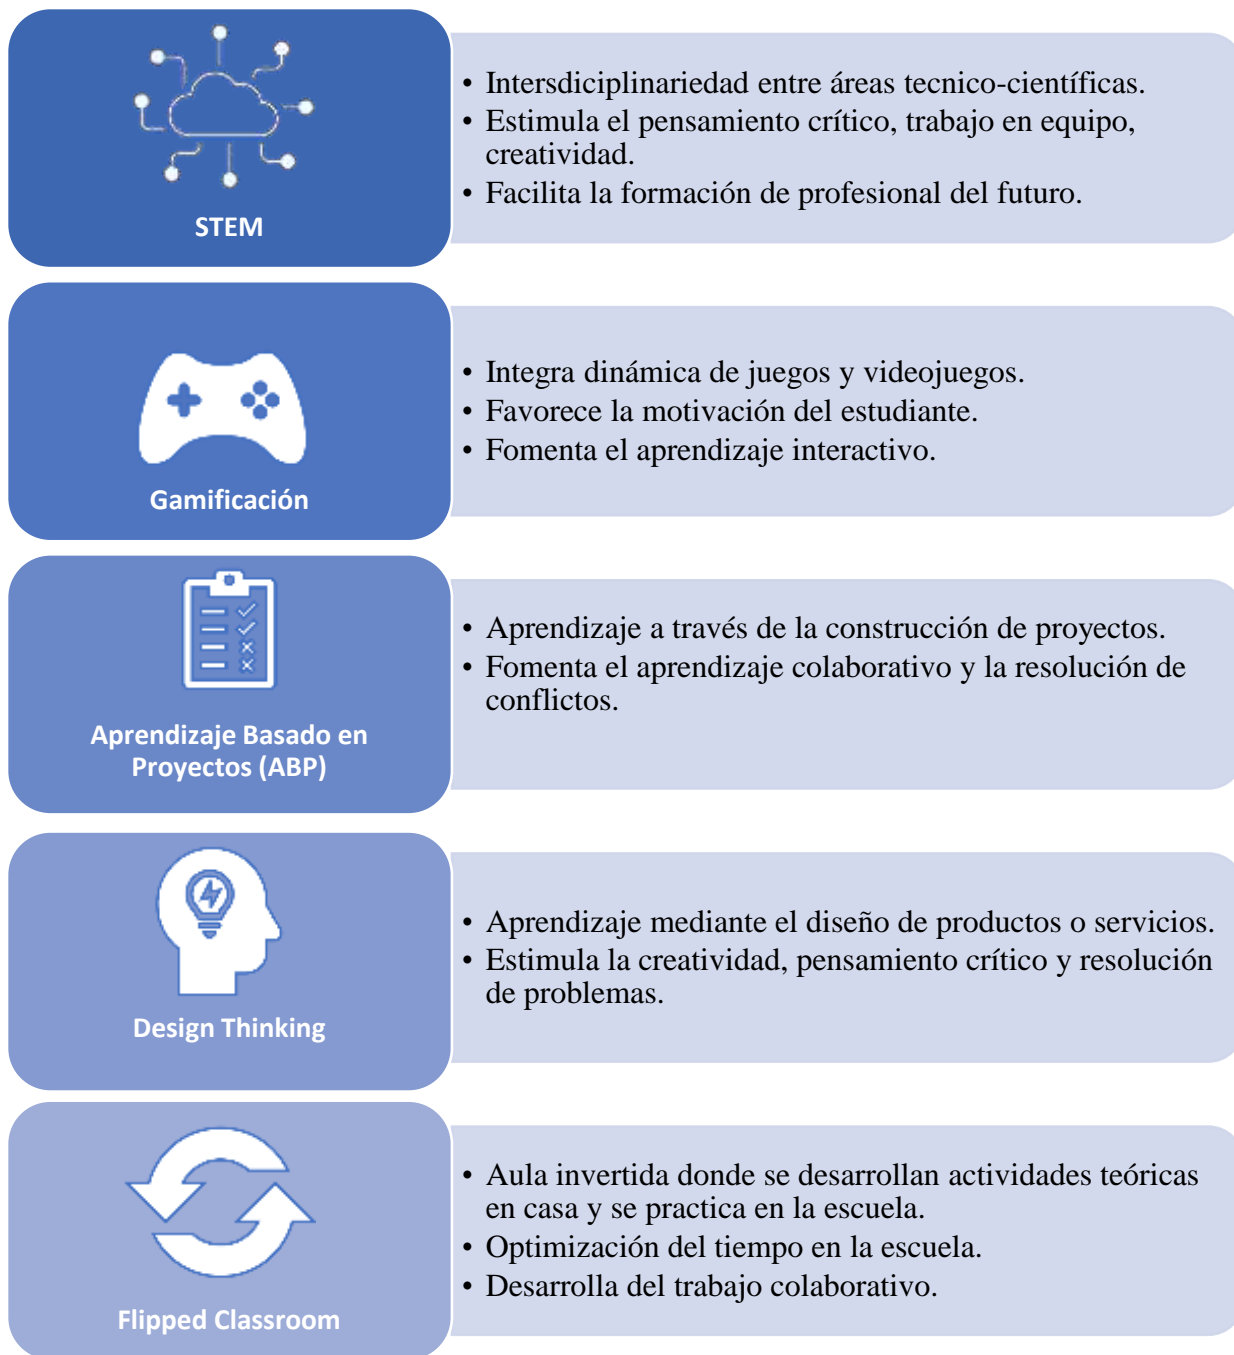 STEM
• Intersdiciplinariedad entre áreas tecnico-científicas.
• Estimula el pensamiento crítico, trabajo en equipo,
creatividad.
• Facilita la formación de profesional del futuro.
Gamificación
• Integra dinámica de juegos y videojuegos.
• Favorece la motivación del estudiante.
• Fomenta el aprendizaje interactivo.
Aprendizaje Basado en
Proyectos (ABP)
• Aprendizaje a través de la construcción de proyectos.
• Fomenta el aprendizaje colaborativo y la resolución de
conflictos.
Design Thinking
• Aprendizaje mediante el diseño de productos o servicios.
• Estimula la creatividad, pensamiento crítico y resolución
de problemas.
Flipped Classroom
• Aula invertida donde se desarrollan actividades teóricas
en casa y se practica en la escuela.
• Optimización del tiempo en la escuela.
• Desarrolla del trabajo colaborativo.